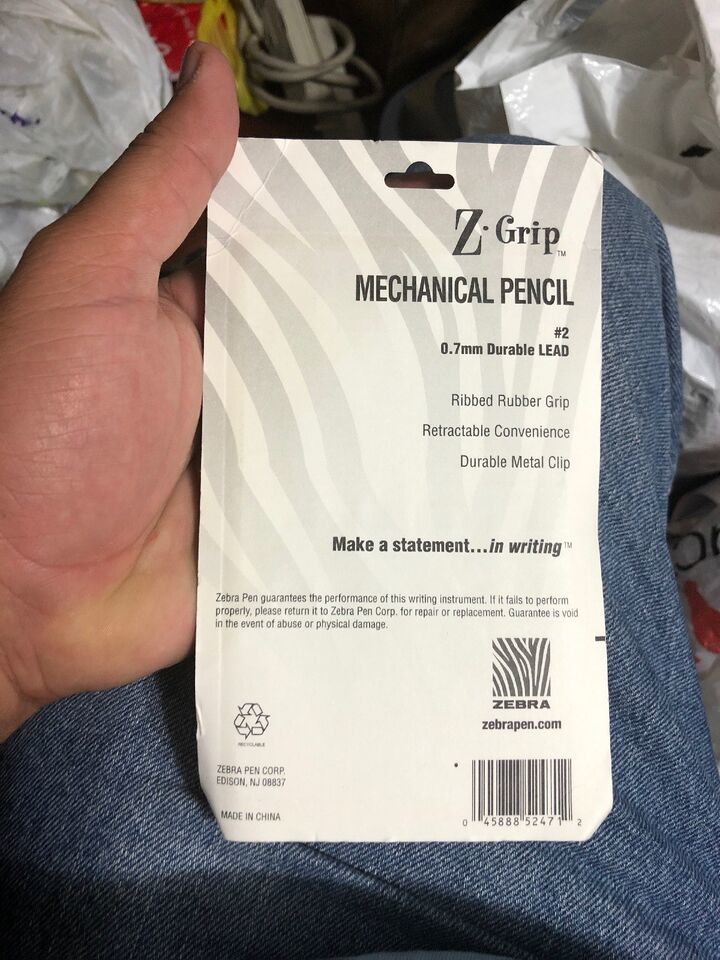 Z·Grip™
MECHANICAL PENCIL
#2
0.7mm Durable LEAD
Ribbed Rubber Grip
Retractable Convenience
Durable Metal Clip
Make a statement...in writing™
Zebra Pen guarantees the performance of this writing instrument. If it fails to perform
properly, please return it to Zebra Pen Corp. for repair or replacement. Guarantee is void
in the event of abuse or physical damage.
ZEBRA
zebrapen.com
RECYCLABLE
ZEBRA PEN CORP.
EDISON, NJ 08837
MADE IN CHINA
0 45888 52471 2